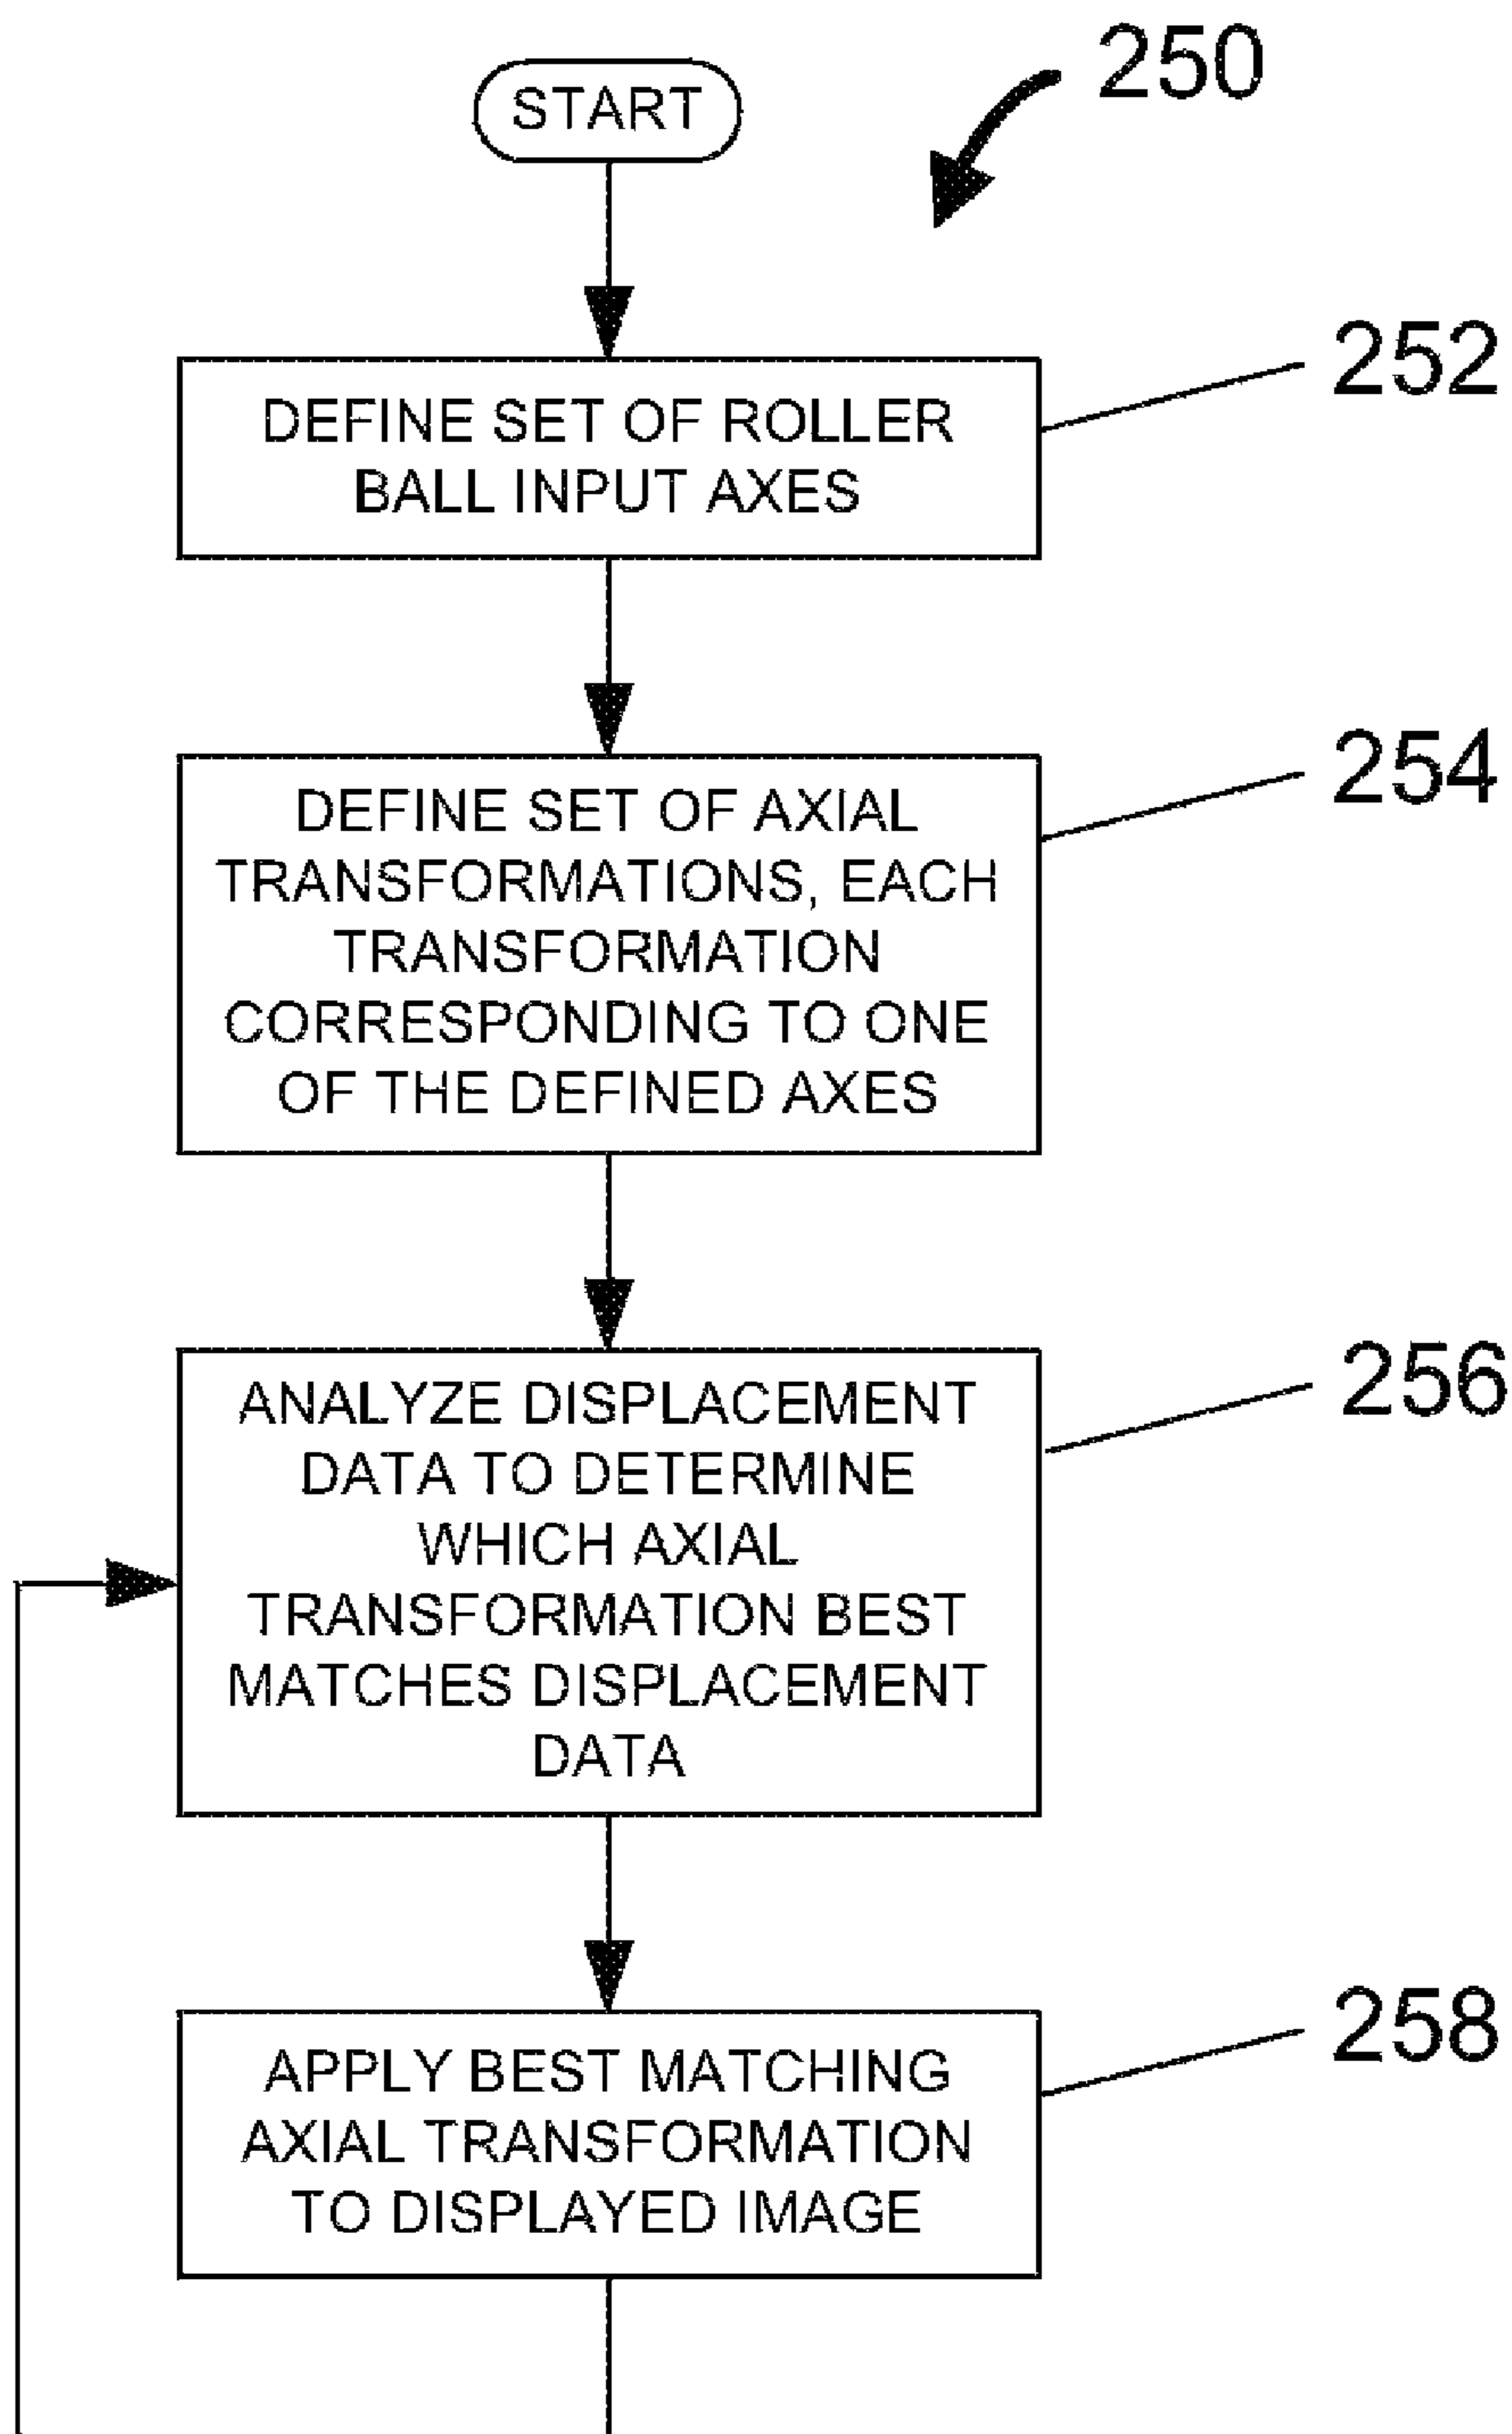 250
START
252
DEFINE SET OF ROLLER
BALL INPUT AXES
254
DEFINE SET OF AXIAL
TRANSFORMATIONS, EACH
TRANSFORMATION
CORRESPONDING TO ONE
OF THE DEFINED AXES
256
ANALYZE DISPLACEMENT
DATA TO DETERMINE
WHICH AXIAL
TRANSFORMATION BEST
MATCHES DISPLACEMENT
DATA
258
APPLY BEST MATCHING
AXIAL TRANSFORMATION
TO DISPLAYED IMAGE